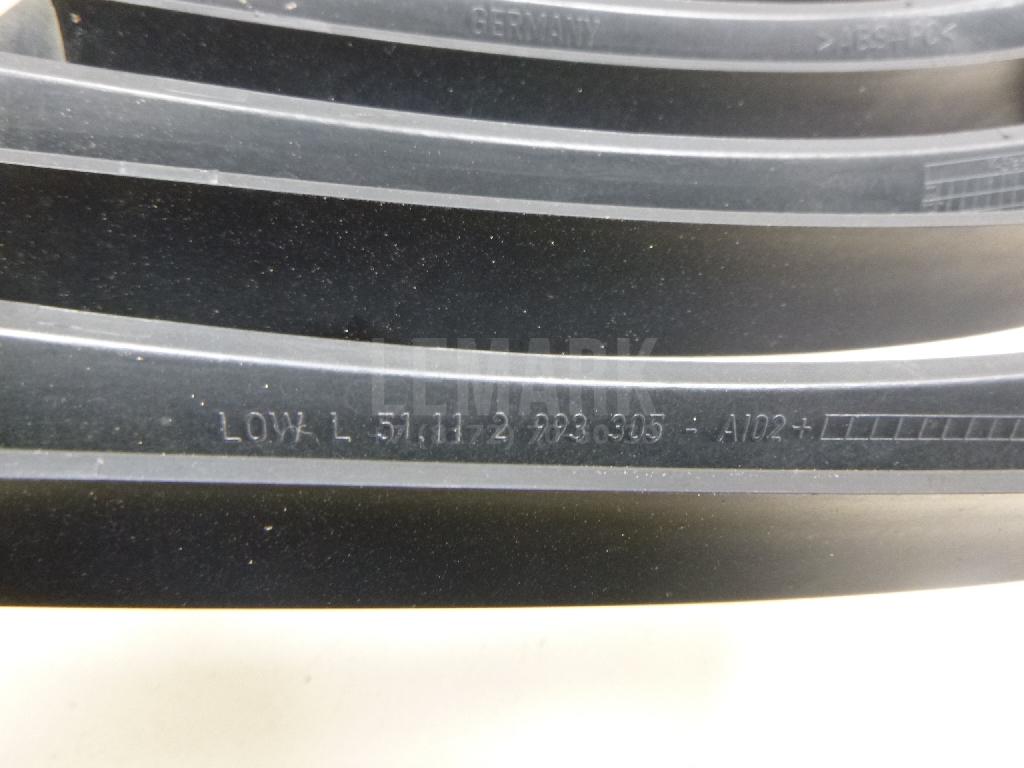 GERMANY >ABS+PC<
LEMARK
LOW L 51.11 2 993 305 - A102+